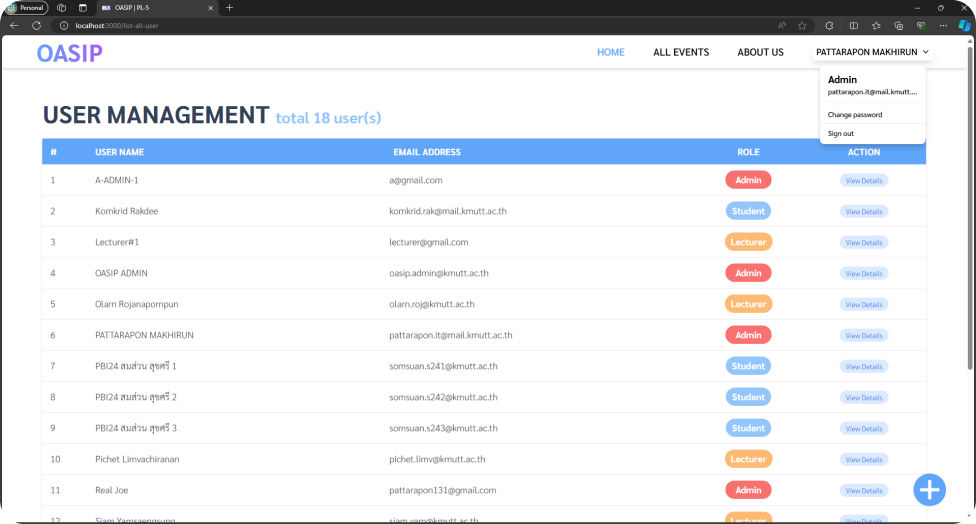 Personal
OASIP | PL-5
localhost:3000/list-all-user
OASIP
HOME
ALL EVENTS
ABOUT US
PATTARAPON MAKHIRUN
Admin
pattarapon.it@mail.kmutt....
Change password
Sign out
USER MANAGEMENT total 18 user(s)
# USER NAME EMAIL ADDRESS ROLE ACTION
1 A-ADMIN-1 a@gmail.com Admin View Details
2 Komkrid Rakdee komkrid.rak@mail.kmutt.ac.th Student View Details
3 Lecturer#1 lecturer@gmail.com Lecturer View Details
4 OASIP ADMIN oasip.admin@kmutt.ac.th Admin View Details
5 Olarn Rojanapornpun olarn.roj@kmutt.ac.th Lecturer View Details
6 PATTARAPON MAKHIRUN pattarapon.it@mail.kmutt.ac.th Admin View Details
7 PBI24 สมส่วน สุขศรี 1 somsuan.s241@kmutt.ac.th Student View Details
8 PBI24 สมส่วน สุขศรี 2 somsuan.s242@kmutt.ac.th Student View Details
9 PBI24 สมส่วน สุขศรี 3 somsuan.s243@kmutt.ac.th Student View Details
10 Pichet Limvachiranan pichet.limv@kmutt.ac.th Lecturer View Details
11 Real Joe pattarapon131@gmail.com Admin View Details
12 Siam Yamsaengsung siam.yam@kmutt.ac.th Lecturer View Details